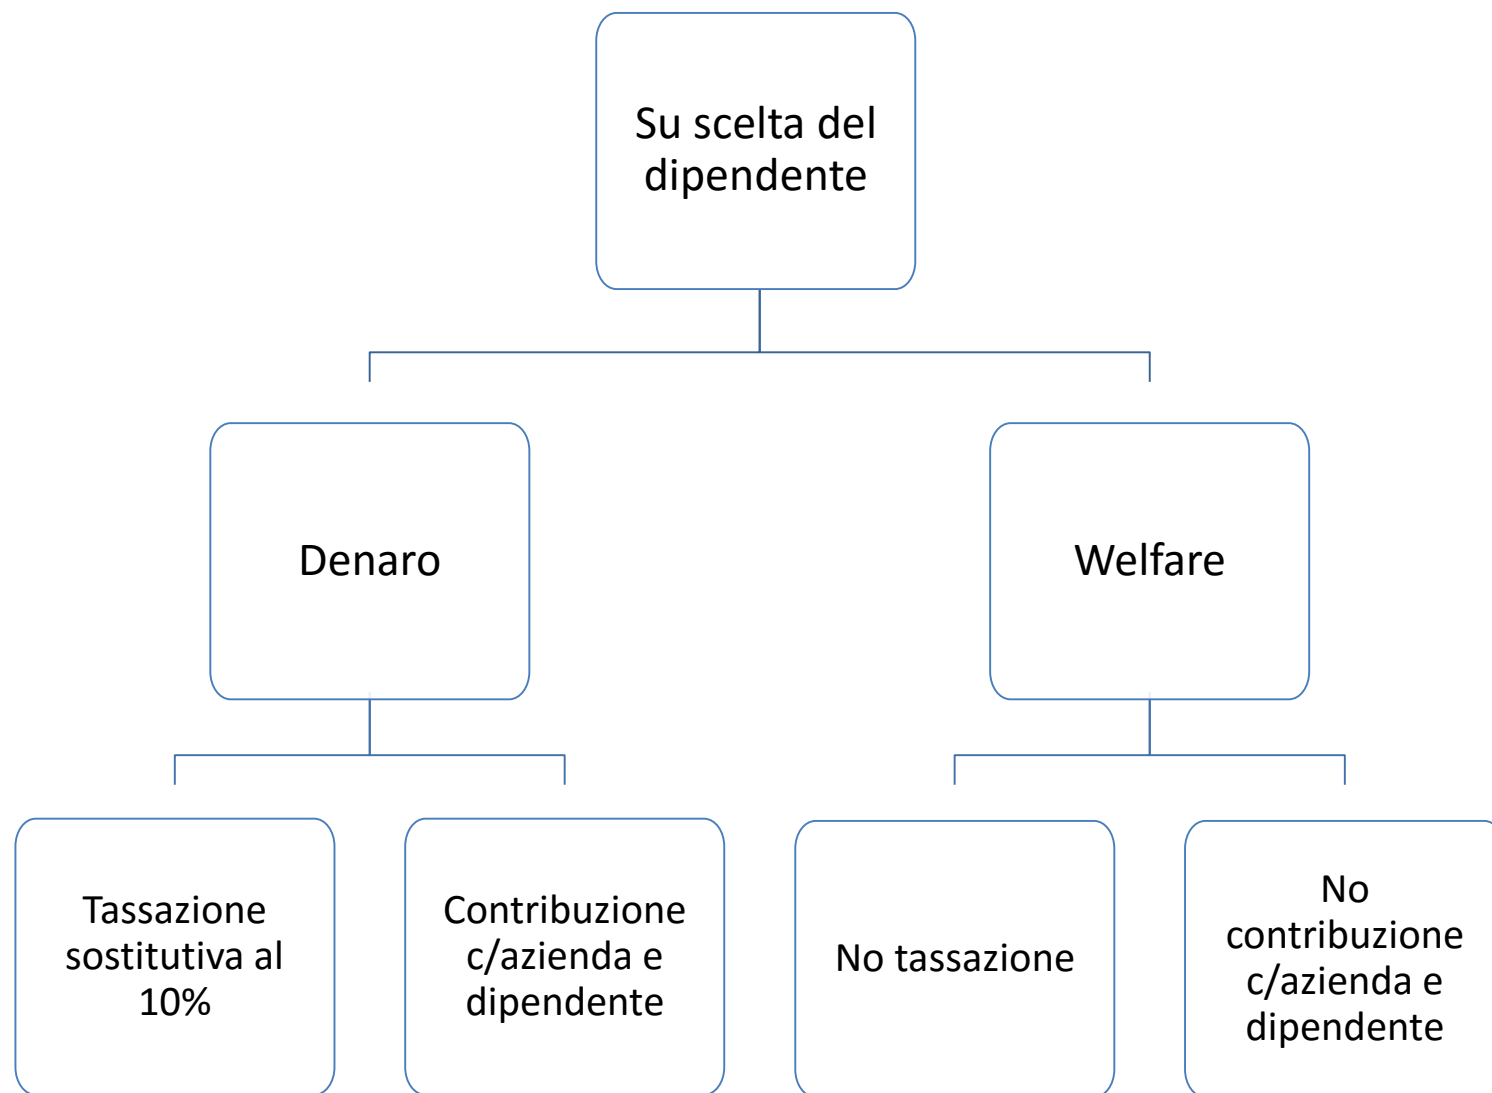 Su scelta del
dipendente
Denaro
Welfare
Tassazione
sostitutiva al
10%
Contribuzione
c/azienda e
dipendente
No tassazione
No
contribuzione
c/azienda e
dipendente